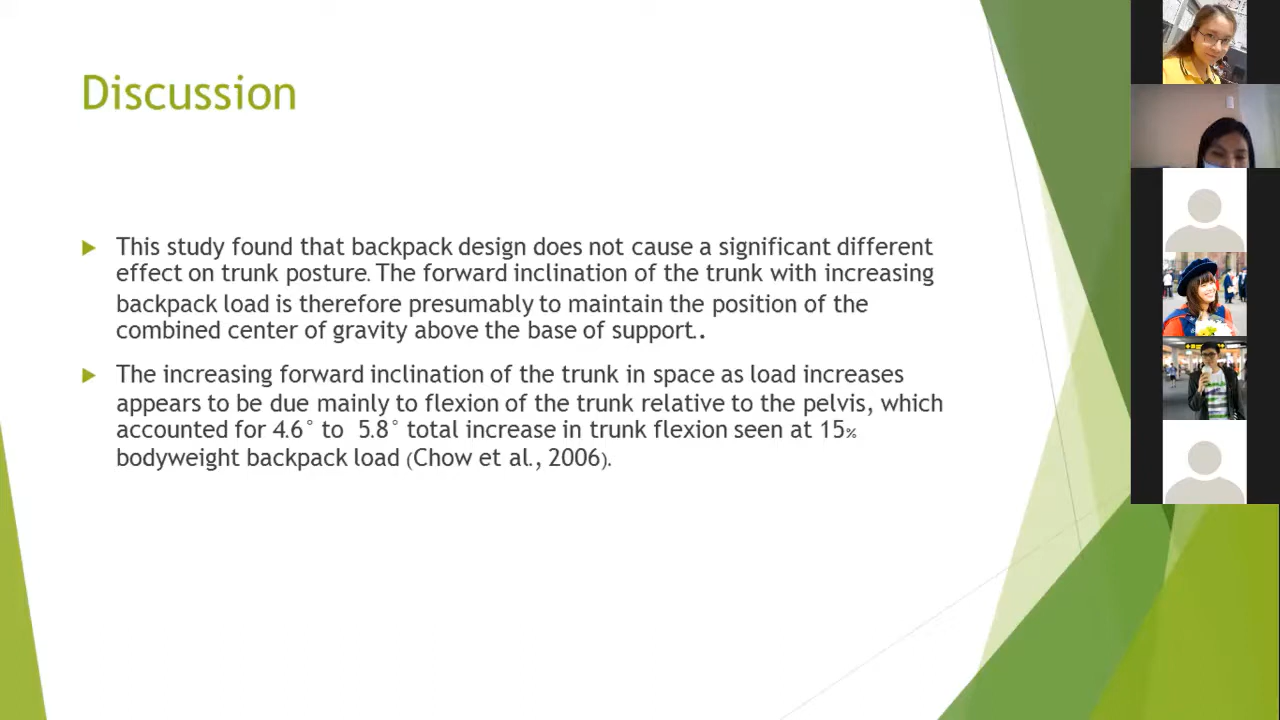 Discussion
This study found that backpack design does not cause a significant different
effect on trunk posture. The forward inclination of the trunk with increasing
backpack load is therefore presumably to maintain the position of the
combined center of gravity above the base of support..
The increasing forward inclination of the trunk in space as load increases
appears to be due mainly to flexion of the trunk relative to the pelvis, which
accounted for 4.6° to 5.8° total increase in trunk flexion seen at 15%
bodyweight backpack load (Chow et al., 2006).